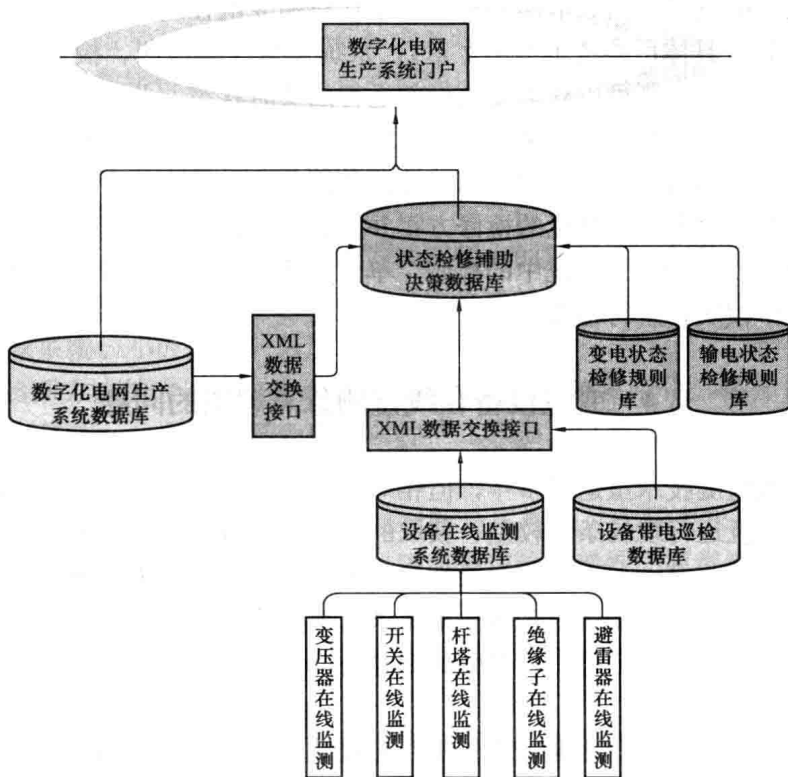 数字化电网
生产系统门户
状态检修辅助
决策数据库
XML
数据
交换
接口
变电状态
检修规则
库
输电状态
检修规则
库
数字化电网生产
系统数据库
XML数据交换接口
设备在线监测
系统数据库
设备带电巡检
数据库
变压器在线监测
开关在线监测
杆塔在线监测
绝缘子在线监测
避雷器在线监测